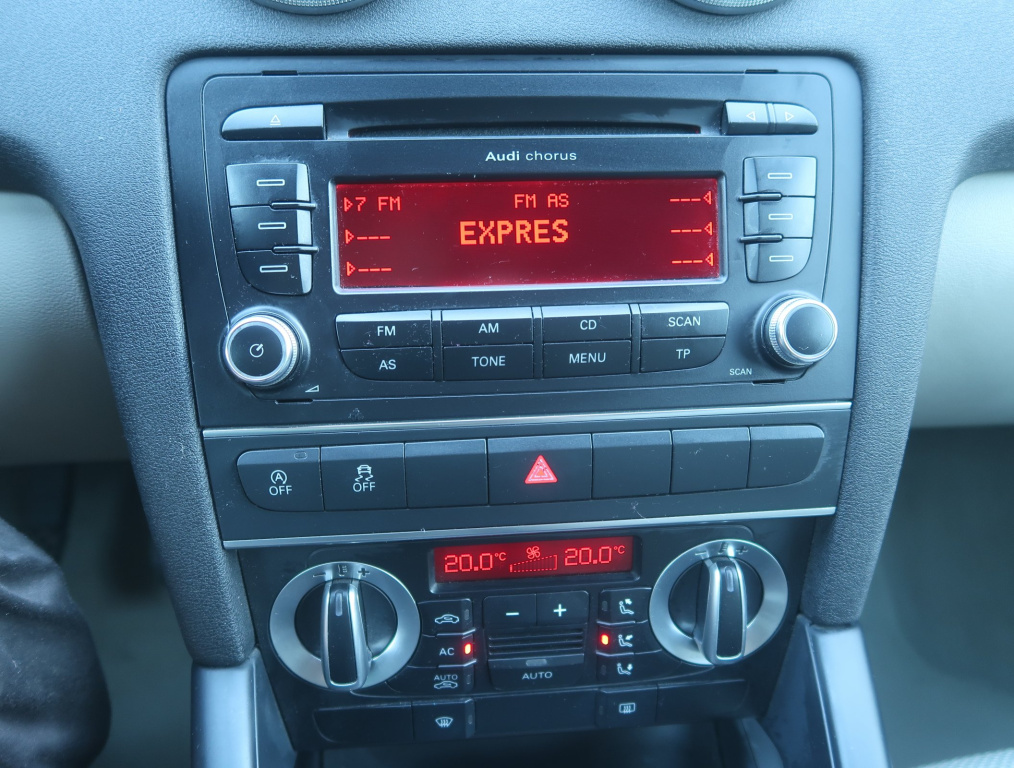 Audi chorus
7 FM FM AS ---
--- EXPRES ---
--- ---
FM AM CD SCAN
AS TONE MENU TP
SCAN
A OFF OFF
20.0°C 20.0°C
- +
AC
AUTO
AUTO